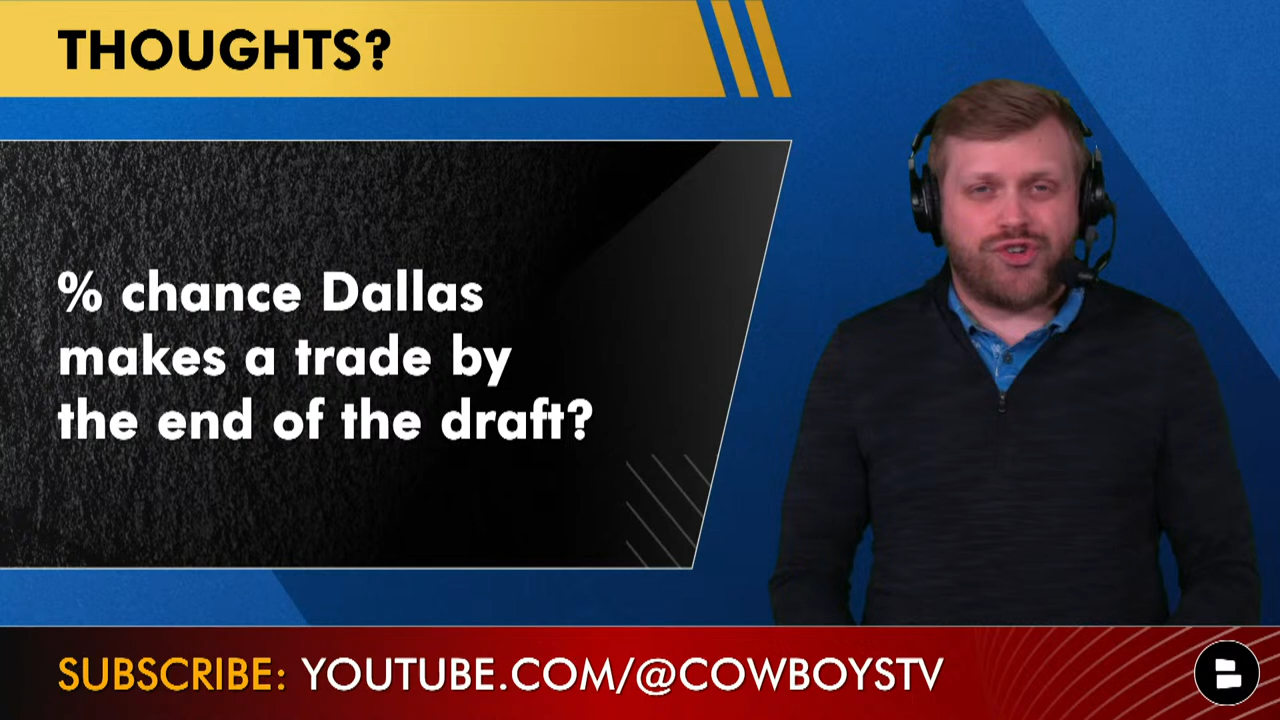 THOUGHTS?
% chance Dallas
makes a trade by
the end of the draft?
SUBSCRIBE: YOUTUBE.COM/@COWBOYSTV